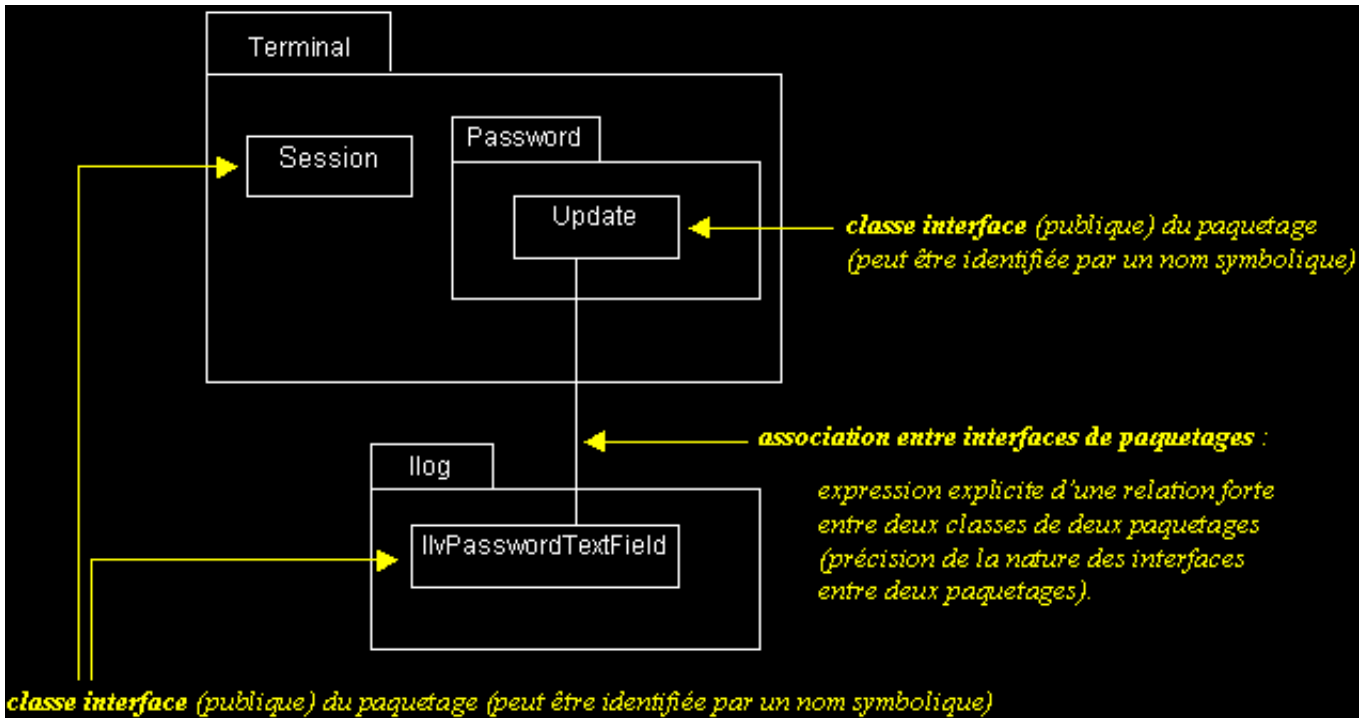 Terminal
Password
Session
Update
classe interface (publique) du paquetage
(peut être identifiée par un nom symbolique)
association entre interfaces de paquetages :
Ilog
expression explicite d'une relation forte
entre deux classes de deux paquetages
IlvPasswordTextField
(précision de la nature des interfaces
entre deux paquetages).
classe interface (publique) du paquetage (peut être identifiée par un nom symbolique)